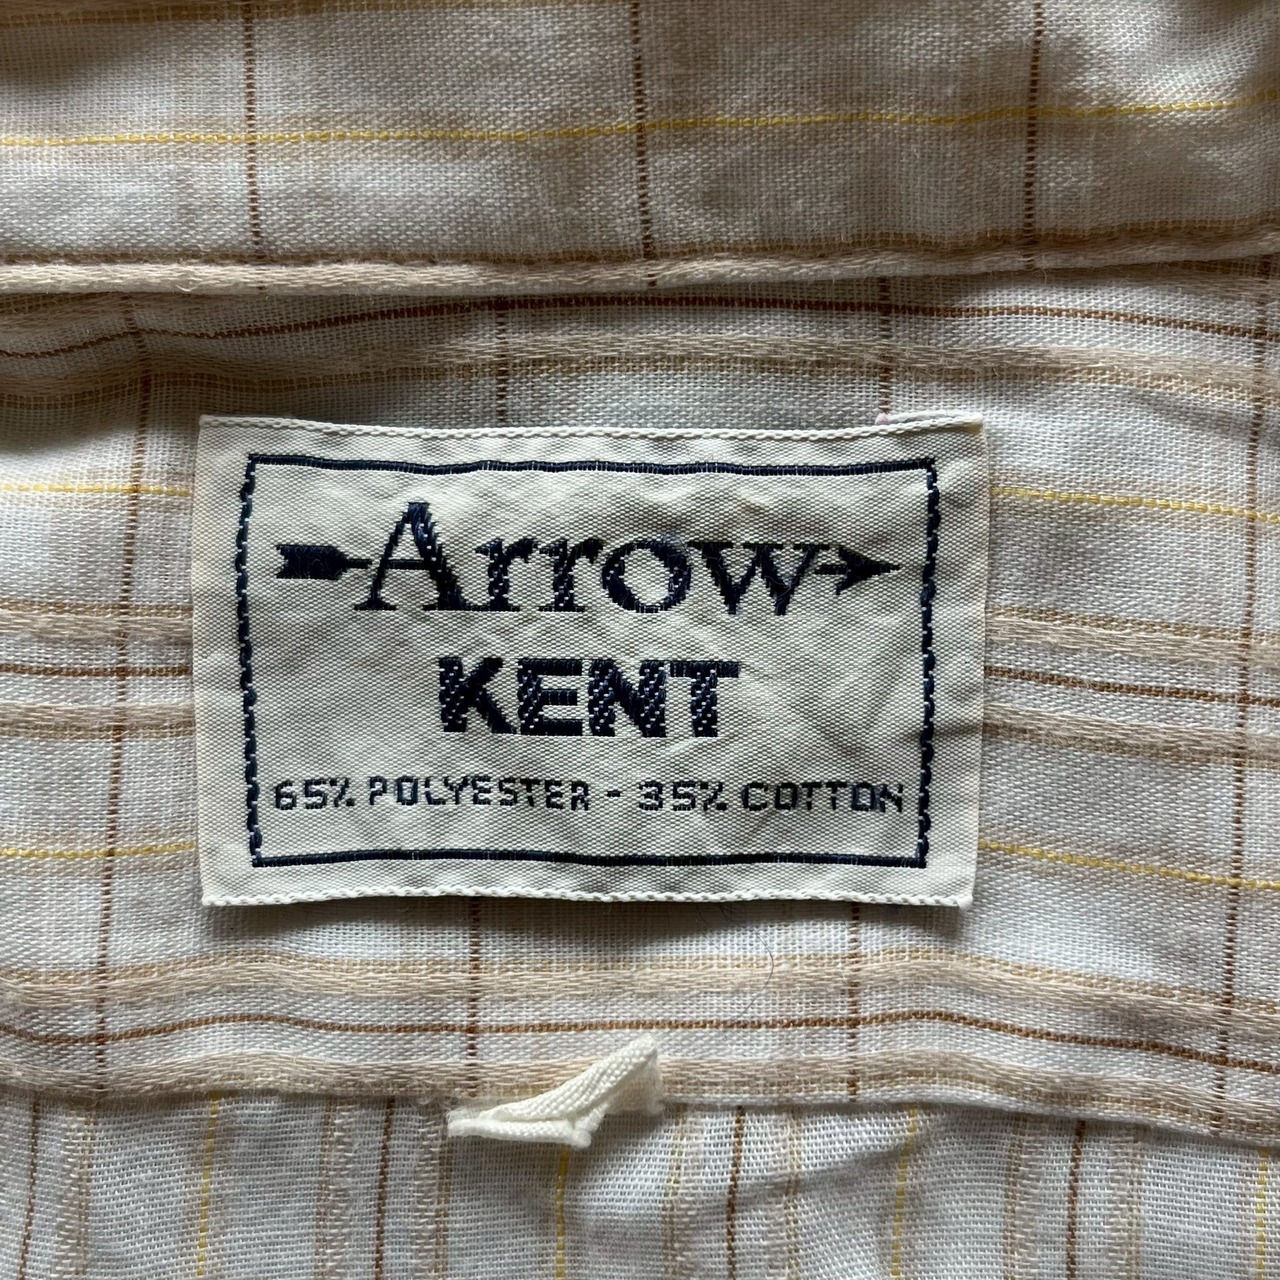 Arrow
KENT
65% POLYESTER - 35% COTTON